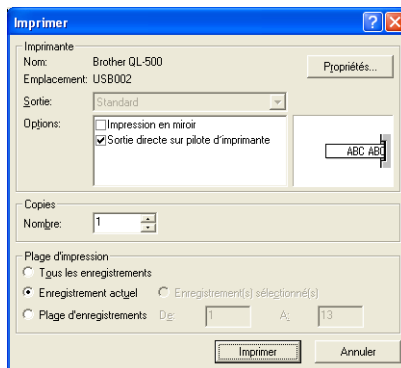 Imprimer
Imprimante
Nom: Brother QL-500
Propriétés...
Emplacement: USB002
Sortie: Standard
Options: Impression en miroir
Sortie directe sur pilote d'imprimante
ABC ABC
Copies
Nombre: 1
Plage d'impression
Tous les enregistrements
Enregistrement actuel Enregistrement(s) sélectionné(s)
Plage d'enregistrements De: 1 A: 13
Imprimer Annuler